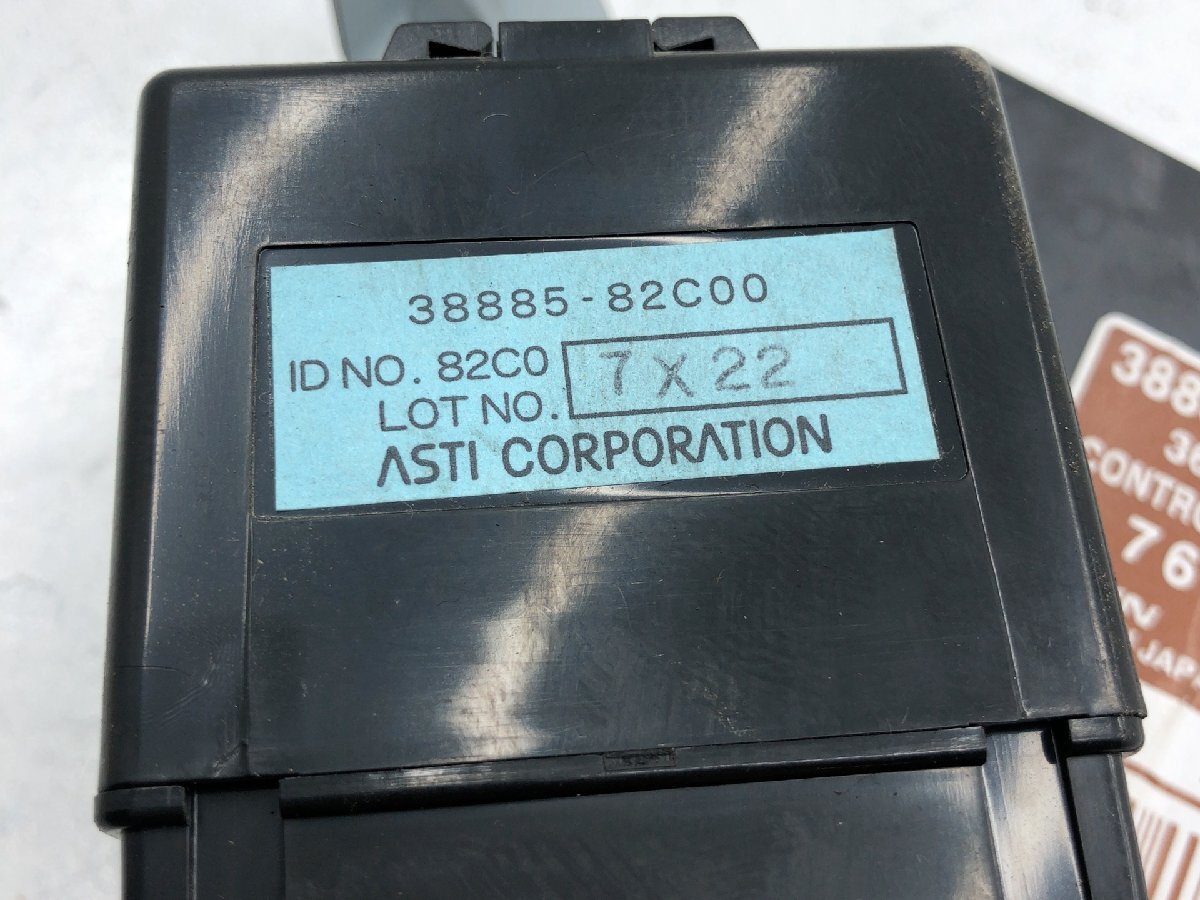 38885-82C00
ID NO. 82C0
LOT NO. 7X22
ASTI CORPORATION
388
36
CONTRO
76
JAPA